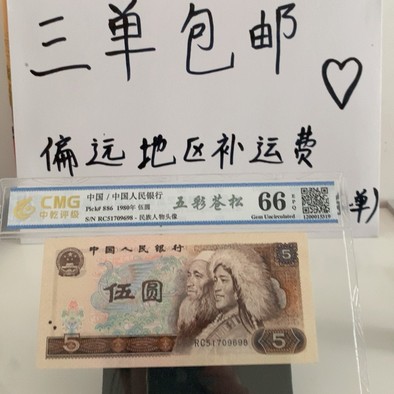 三单包邮
偏远地区补运费
单)
CMG
中乾评级
中国/中国人民银行
Pick# 886 1980年 伍圆
S/N RC51709698 - 民族人物头像
五彩苍松
66
EPQ
Gem Uncirculated
中国人民银行
5
伍圆
RC51709698
5
5